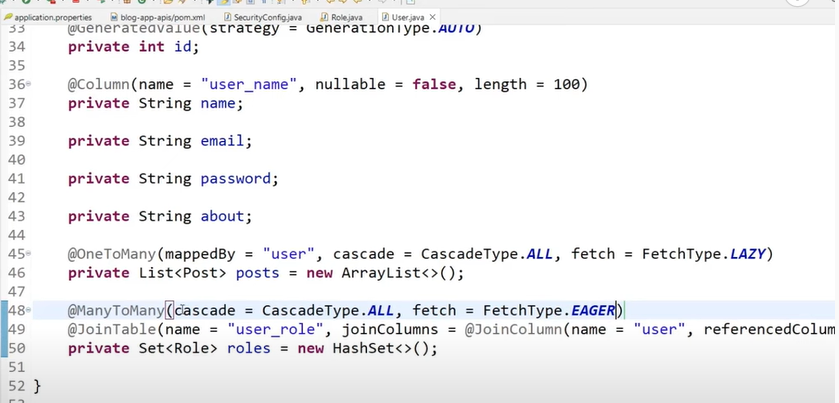 application.properties blog-app-apis/pom.xml SecurityConfig.java Role.java User.java
33 @GeneratedValue(strategy = GenerationType.AUTO)
34 private int id;
35
36 @Column(name = "user_name", nullable = false, length = 100)
37 private String name;
38
39 private String email;
40
41 private String password;
42
43 private String about;
44
45 @OneToMany(mappedBy = "user", cascade = CascadeType.ALL, fetch = FetchType.LAZY)
46 private List<Post> posts = new ArrayList<>();
47
48 @ManyToMany(cascade = CascadeType.ALL, fetch = FetchType.EAGER)
49 @JoinTable(name = "user_role", joinColumns = @JoinColumn(name = "user", referencedColum
50 private Set<Role> roles = new HashSet<>();
51
52 }